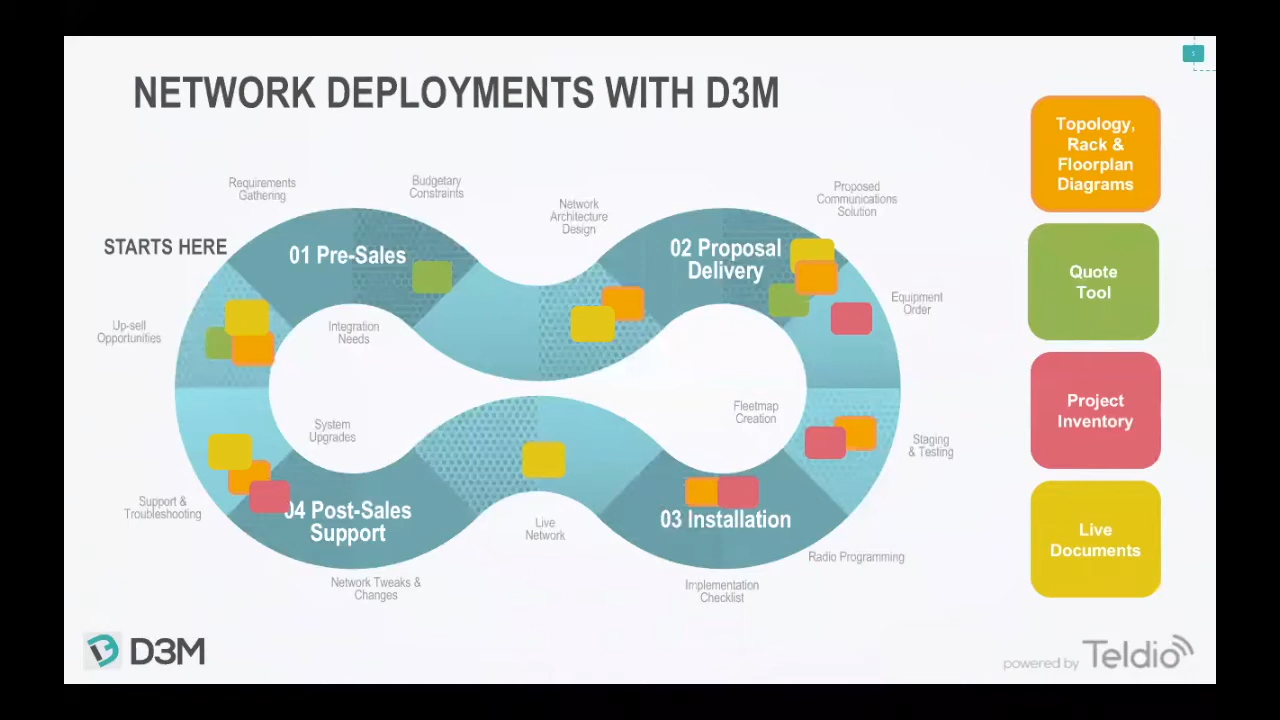 5
NETWORK DEPLOYMENTS WITH D3M
Requirements
Gathering
Budgetary
Constraints
Network
Architecture
Design
Proposed
Communications
Solution
STARTS HERE
01 Pre-Sales
02 Proposal
Delivery
Up-sell
Opportunities
Integration
Needs
Equipment
Order
System
Upgrades
Fleetmap
Creation
Staging
& Testing
Support &
Troubleshooting
04 Post-Sales
Support
Live
Network
03 Installation
Radio Programming
Network Tweaks &
Changes
Implementation
Checklist
Topology,
Rack &
Floorplan
Diagrams
Quote
Tool
Project
Inventory
Live
Documents
D3M
powered by Teldio